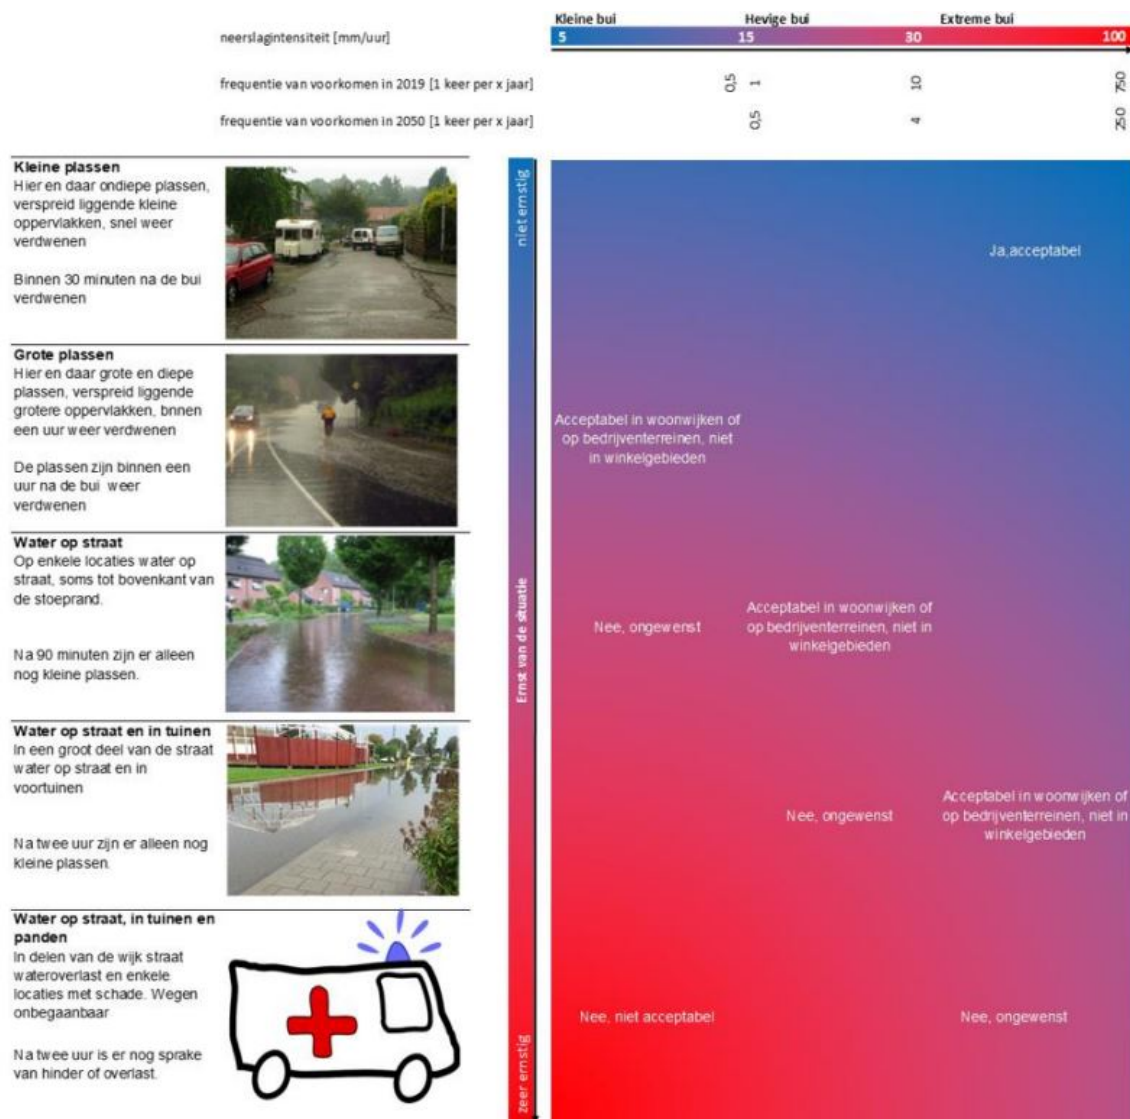 Kleine bui Hevige bui Extreme bui
neerslagintensiteit [mm/uur] 5 15 30 100
frequentie van voorkomen in 2019 [1 keer per x jaar] 0,5 1 10 750
frequentie van voorkomen in 2050 [1 keer per x jaar] 0,5 4 250
Kleine plassen
Hier en daar ondiepe plassen,
verspreid liggende kleine
oppervlakken, snel weer
verdwenen
Binnen 30 minuten na de bui
verdwenen
Grote plassen
Hier en daar grote en diepe
plassen, verspreid liggende
grotere oppervlakken, bnnen
een uur weer verdwenen
De plassen zijn binnen een
uur na de bui weer
verdwenen
Water op straat
Op enkele locaties water op
straat, soms tot bovenkant van
de stoeprand.
Na 90 minuten zijn er alleen
nog kleine plassen.
Water op straat en in tuinen
In een groot deel van de straat
water op straat en in
voortuinen
Na twee uur zijn er alleen nog
kleine plassen.
Water op straat, in tuinen en
panden
In delen van de wijk straat
wateroverlast en enkele
locaties met schade. Wegen
onbegaanbaar
Na twee uur is er nog sprake
van hinder of overlast.
niet ernstig
Ernst van de situatie
zeer ernstig
Ja,acceptabel
Acceptabel in woonwijken of
op bedrijventerreinen, niet
in winkelgebieden
Nee, ongewenst
Acceptabel in woonwijken of
op bedrijventerreinen, niet in
winkelgebieden
Nee, ongewenst
Acceptabel in woonwijken of
op bedrijventerreinen, niet in
winkelgebieden
Nee, niet acceptabel
Nee, ongewenst